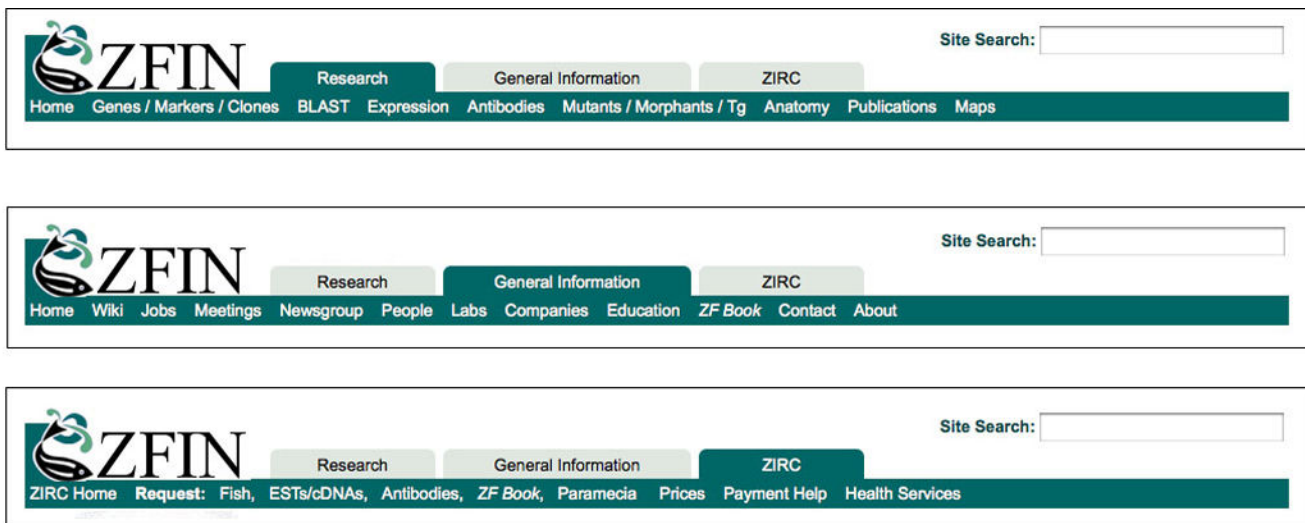 Site Search:
ZFIN
Research General Information ZIRC
Home Genes / Markers / Clones BLAST Expression Antibodies Mutants / Morphants / Tg Anatomy Publications Maps
Site Search:
ZFIN
Research General Information ZIRC
Home Wiki Jobs Meetings Newsgroup People Labs Companies Education ZF Book Contact About
Site Search:
ZFIN
Research General Information ZIRC
ZIRC Home Request: Fish, ESTs/cDNAs, Antibodies, ZF Book, Paramecia Prices Payment Help Health Services